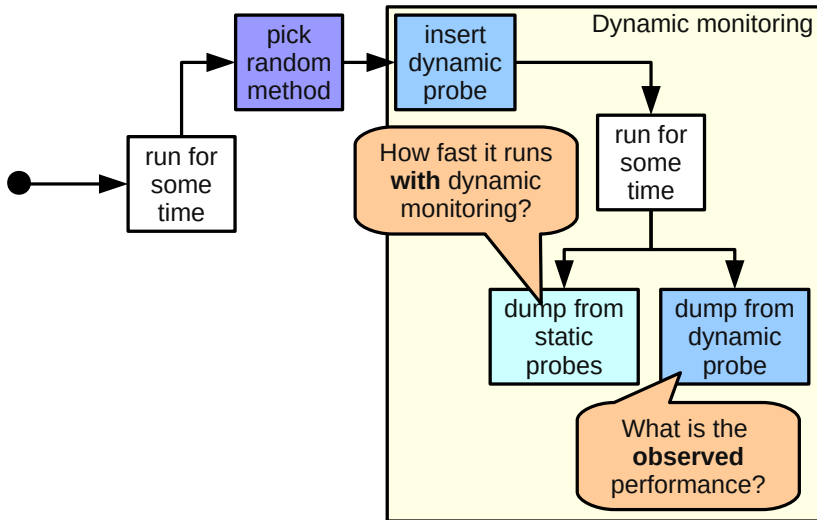 Dynamic monitoring
pick
random
method
insert
dynamic
probe
run for
some
time
run for
some
time
How fast it runs
with dynamic
monitoring?
dump from
static
probes
dump from
dynamic
probe
What is the
observed
performance?